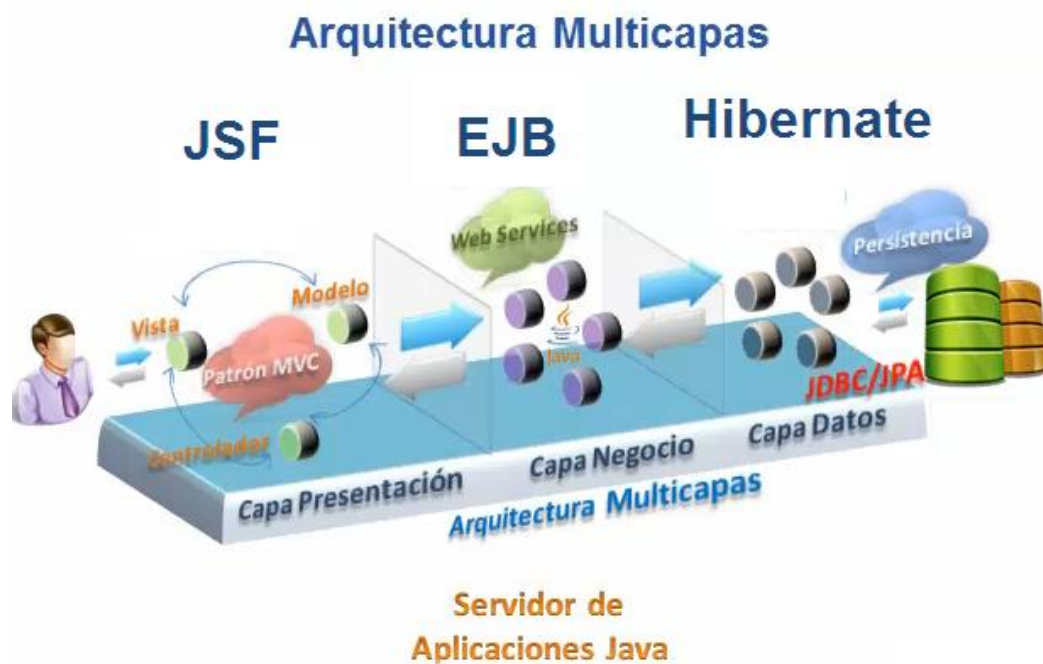 Arquitectura Multicapas
JSF
EJB
Hibernate
Web Services
Persistencia
Modelo
Vista
Patrón MVC
Java
JDBC/JPA
Controlador
Capa Presentación
Capa Negocio
Capa Datos
Arquitectura Multicapas
Servidor de
Aplicaciones Java